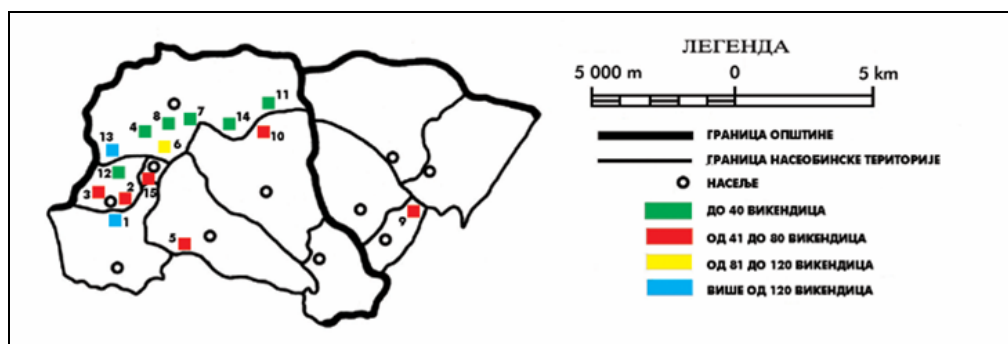 ЛЕГЕНДА
5 000 m 0 5 km
ГРАНИЦА ОПШТИНЕ
ГРАНИЦА НАСЕОБИНСКЕ ТЕРИТОРИЈЕ
НАСЕЉЕ
ДО 40 ВИКЕНДИЦА
ОД 41 ДО 80 ВИКЕНДИЦА
ОД 81 ДО 120 ВИКЕНДИЦА
ВИШЕ ОД 120 ВИКЕНДИЦА
11
8 7
4 14
10
13 6
12
3 2 15
1
9
5